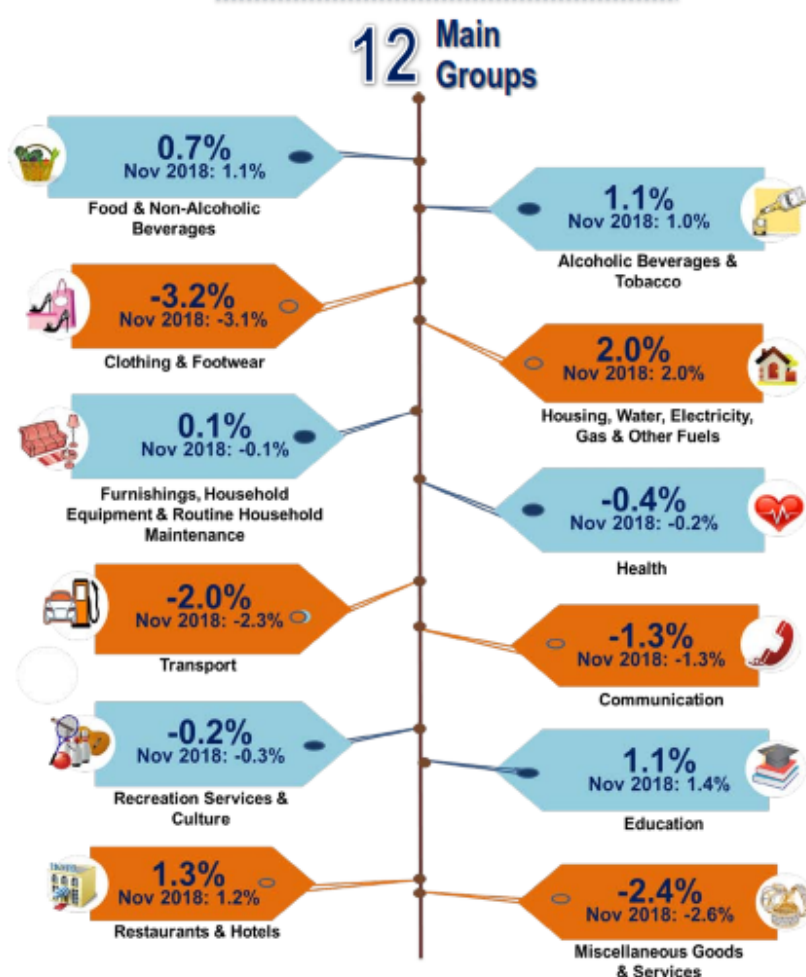 12 Main
Groups
0.7%
Nov 2018: 1.1%
Food & Non-Alcoholic
Beverages
1.1%
Nov 2018: 1.0%
Alcoholic Beverages &
Tobacco
-3.2%
Nov 2018: -3.1%
Clothing & Footwear
2.0%
Nov 2018: 2.0%
Housing, Water, Electricity,
Gas & Other Fuels
0.1%
Nov 2018: -0.1%
Furnishings, Household
Equipment & Routine Household
Maintenance
-0.4%
Nov 2018: -0.2%
Health
-2.0%
Nov 2018: -2.3%
Transport
-1.3%
Nov 2018: -1.3%
Communication
-0.2%
Nov 2018: -0.3%
Recreation Services &
Culture
1.1%
Nov 2018: 1.4%
Education
1.3%
Nov 2018: 1.2%
Restaurants & Hotels
-2.4%
Nov 2018: -2.6%
Miscellaneous Goods
& Services